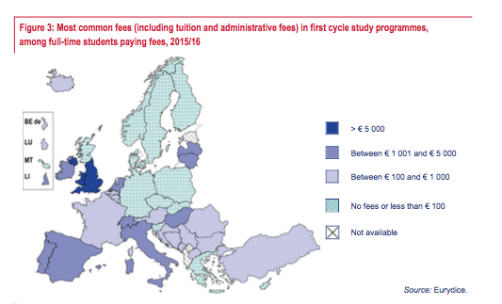 Figure 3: Most common fees (including tuition and administrative fees) in first cycle study programmes,
among full-time students paying fees, 2015/16
BE de
LU
MT
LI
> € 5 000
Between € 1 001 and € 5 000
Between € 100 and € 1 000
No fees or less than € 100
Not available
Source: Eurydice.